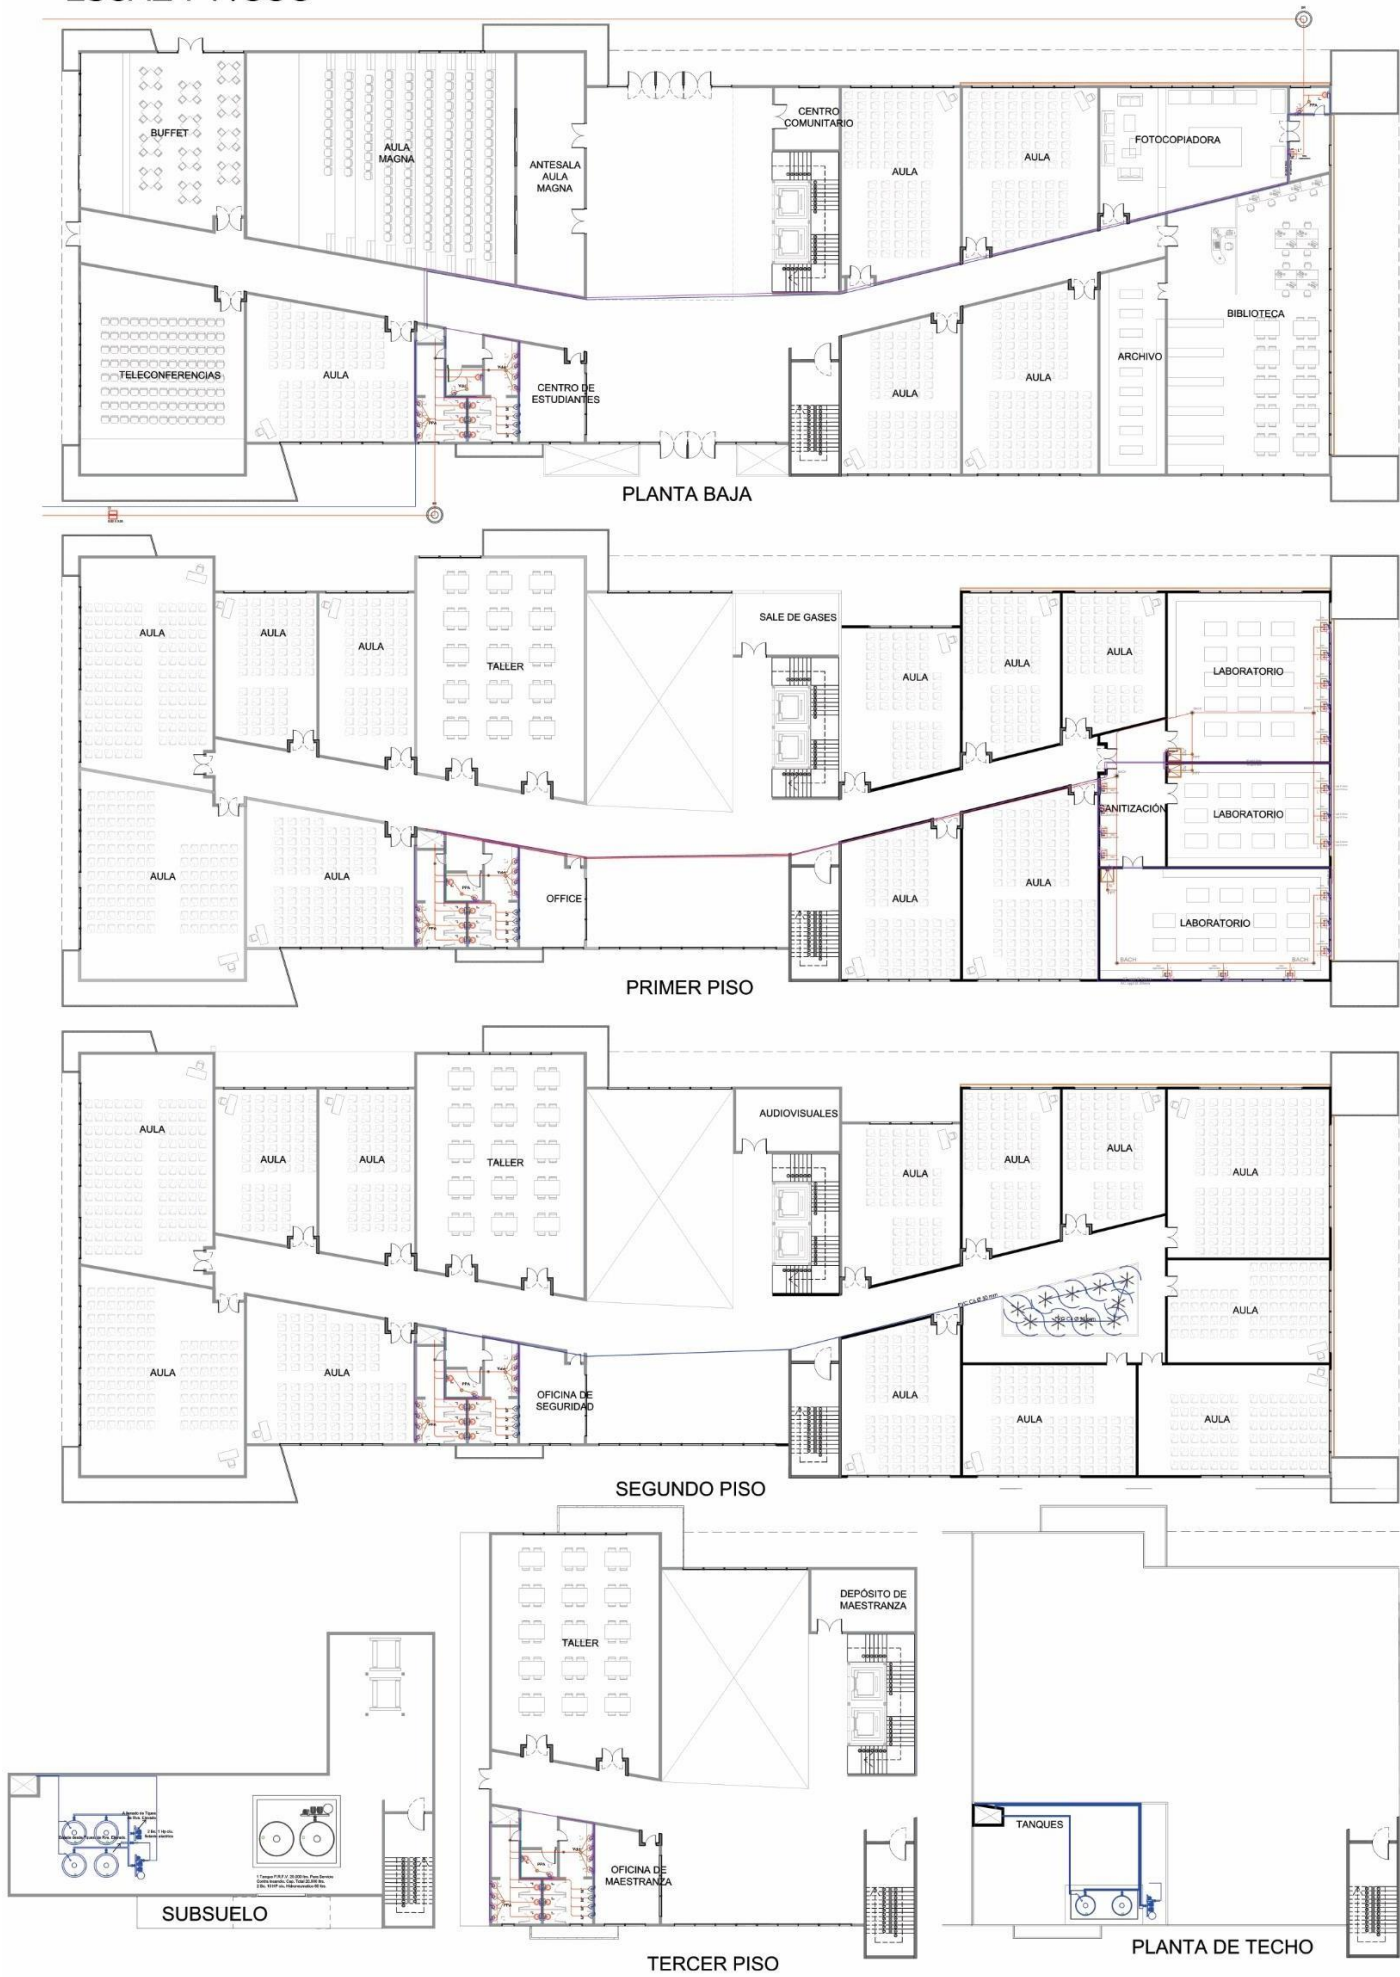 BUFFET
AULA
MAGNA
ANTESALA
AULA
MAGNA
CENTRO
COMUNITARIO
AULA
AULA
FOTOCOPIADORA
TELECONFERENCIAS
AULA
CENTRO DE
ESTUDIANTES
AULA
AULA
ARCHIVO
BIBLIOTECA
PLANTA BAJA
AULA
AULA
AULA
TALLER
SALE DE GASES
AULA
AULA
AULA
LABORATORIO
AULA
AULA
OFFICE
AULA
AULA
SANITIZACIÓN
LABORATORIO
LABORATORIO
BACH
BACH
PRIMER PISO
AULA
AULA
AULA
TALLER
AUDIOVISUALES
AULA
AULA
AULA
AULA
AULA
AULA
OFICINA DE
SEGURIDAD
AULA
AULA
AULA
AULA
SEGUNDO PISO
SUBSUELO
TALLER
DEPÓSITO DE
MAESTRANZA
OFICINA DE
MAESTRANZA
TERCER PISO
TANQUES
PLANTA DE TECHO